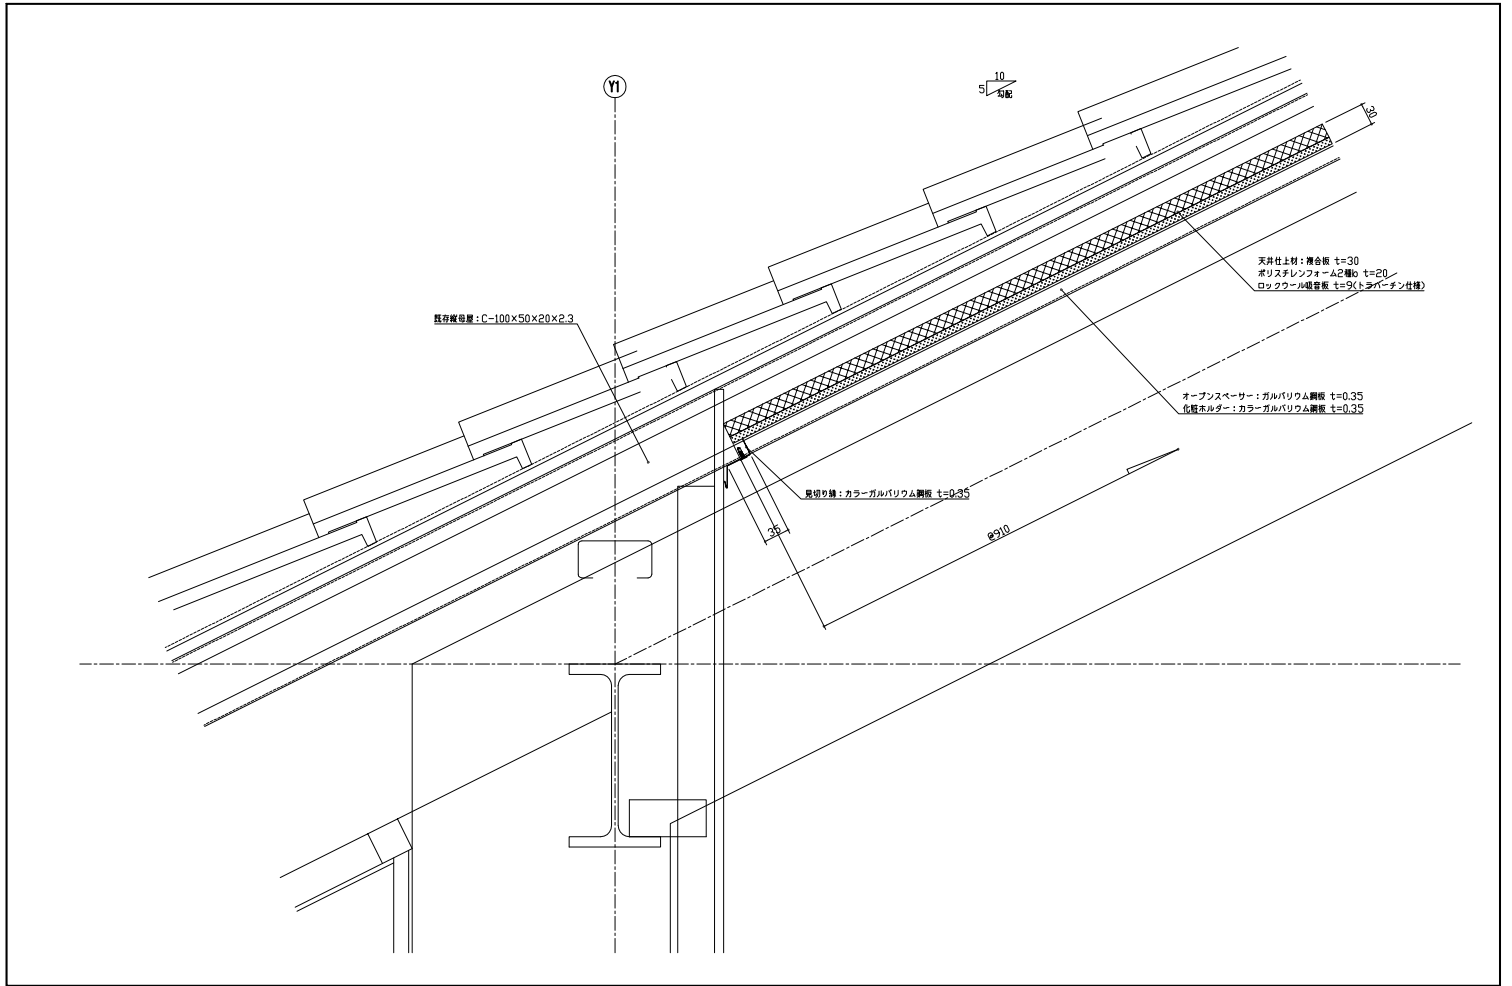 Y1
10
5
勾配
30
天井仕上材：複合板 t=30
ポリスチレンフォーム2種b t=20
ロックウール吸音板 t=9(トラバーチン仕様)
既存縦母屋：C-100×50×20×2.3
オープンスペーサー：ガルバリウム鋼板 t=0.35
化粧ホルダー：カラーガルバリウム鋼板 t=0.35
見切り縁：カラーガルバリウム鋼板 t=0.35
35
@910